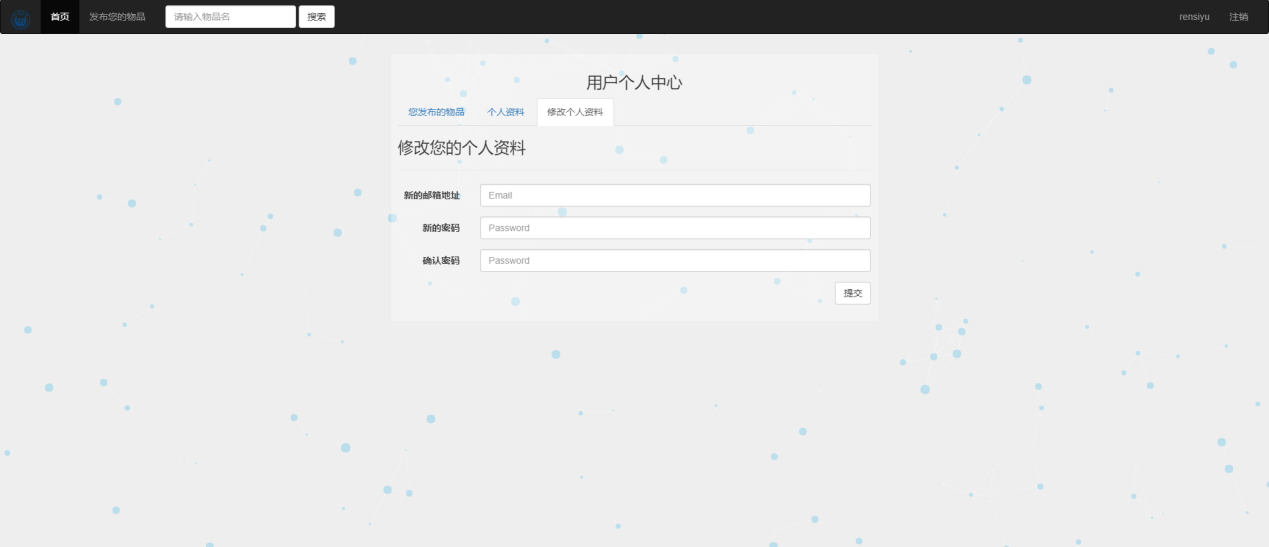 首页 发布您的物品 请输入物品名 搜索 rensiyu 注销
用户个人中心
您发布的物品 个人资料 修改个人资料
修改您的个人资料
新的邮箱地址 Email
新的密码 Password
确认密码 Password
提交